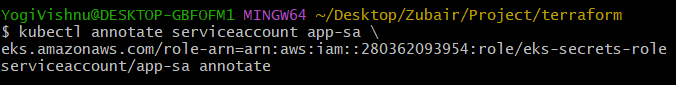 YogiVishnu@DESKTOP-GBFOFM1 MINGW64 ~/Desktop/Zubair/Project/terraform
$ kubectl annotate serviceaccount app-sa \
eks.amazonaws.com/role-arn=arn:aws:iam::280362093954:role/eks-secrets-role
serviceaccount/app-sa annotate